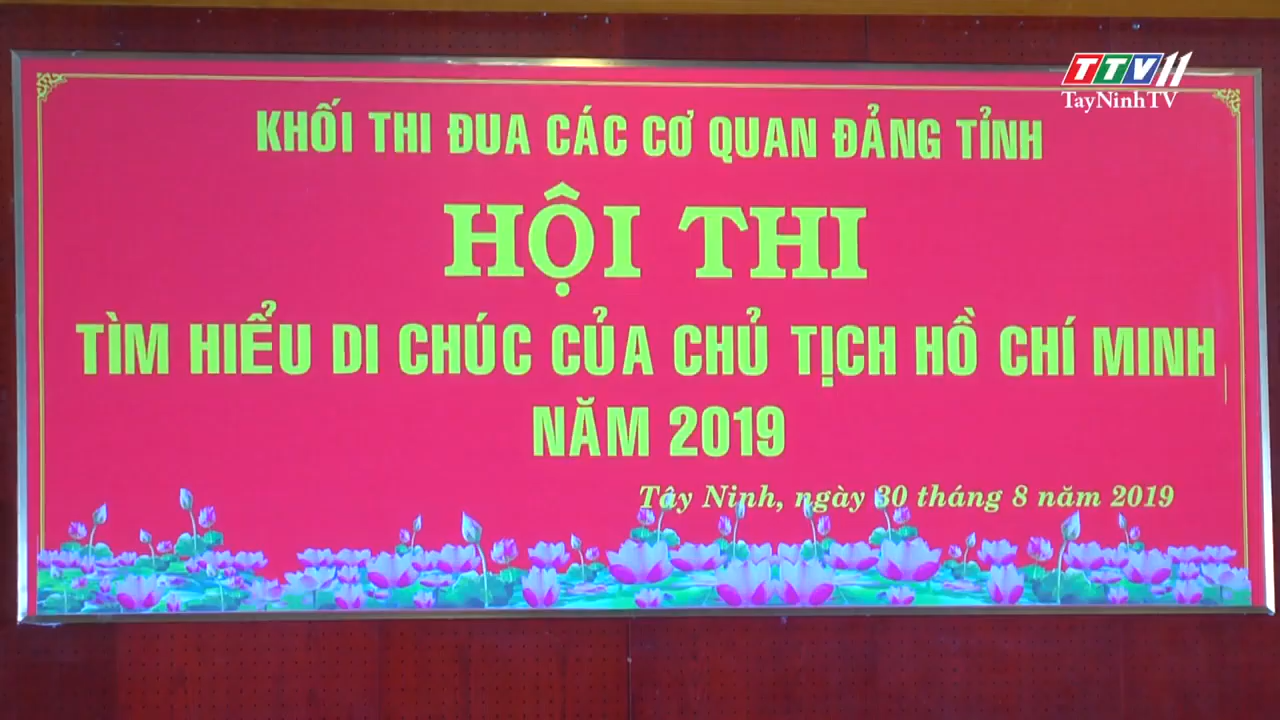 TTV11
TayNinhTV
KHỐI THI ĐUA CÁC CƠ QUAN ĐẢNG TỈNH
HỘI THI
TÌM HIỂU DI CHÚC CỦA CHỦ TỊCH HỒ CHÍ MINH
NĂM 2019
Tây Ninh, ngày 30 tháng 8 năm 2019